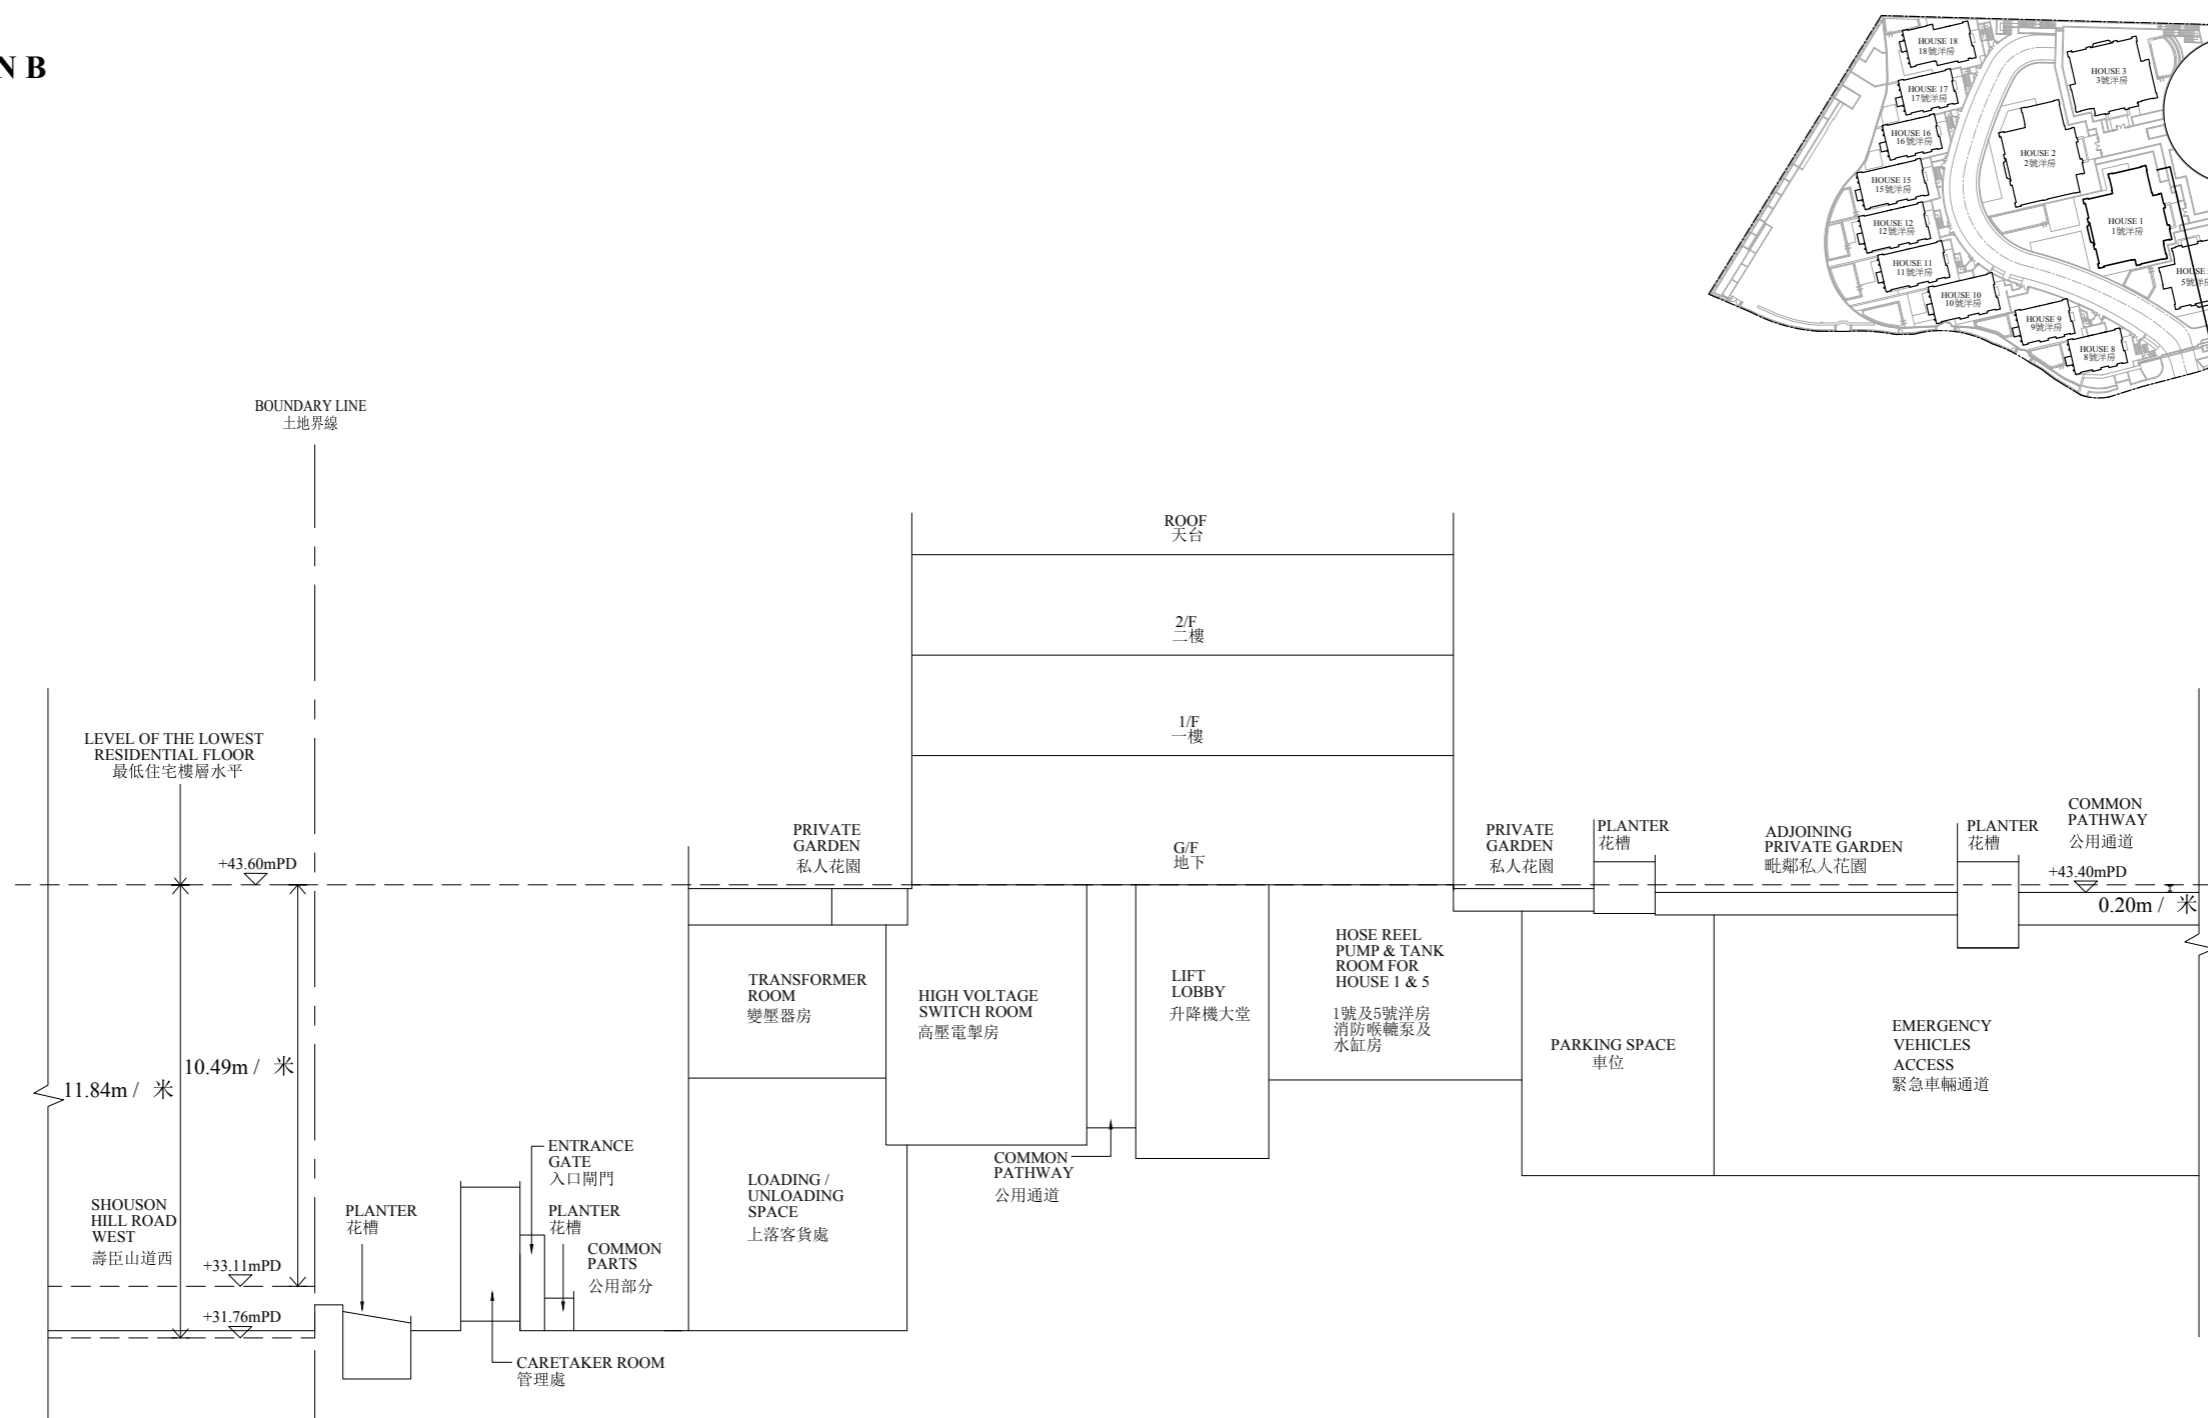 N B
HOUSE 18
18號洋房
HOUSE 17
17號洋房
HOUSE 16
16號洋房
HOUSE 15
15號洋房
HOUSE 12
12號洋房
HOUSE 11
11號洋房
HOUSE 10
10號洋房
HOUSE 9
9號洋房
HOUSE 8
8號洋房
HOUSE 3
3號洋房
HOUSE 2
2號洋房
HOUSE 1
1號洋房
HOUSE
5號洋房
BOUNDARY LINE
土地界線
ROOF
天台
2/F
二樓
1/F
一樓
G/F
地下
LEVEL OF THE LOWEST
RESIDENTIAL FLOOR
最低住宅樓層水平
+43.60mPD
PRIVATE
GARDEN
私人花園
PRIVATE
GARDEN
私人花園
PLANTER
花槽
ADJOINING
PRIVATE GARDEN
毗鄰私人花園
PLANTER
花槽
COMMON
PATHWAY
公用通道
+43.40mPD
0.20m / 米
11.84m / 米
10.49m / 米
TRANSFORMER
ROOM
變壓器房
HIGH VOLTAGE
SWITCH ROOM
高壓電掣房
LIFT
LOBBY
升降機大堂
HOSE REEL
PUMP & TANK
ROOM FOR
HOUSE 1 & 5
1號及5號洋房
消防喉轆泵及
水缸房
PARKING SPACE
車位
EMERGENCY
VEHICLES
ACCESS
緊急車輛通道
SHOUSON
HILL ROAD
WEST
壽臣山道西
+33.11mPD
+31.76mPD
PLANTER
花槽
ENTRANCE
GATE
入口閘門
PLANTER
花槽
COMMON
PARTS
公用部分
LOADING /
UNLOADING
SPACE
上落客貨處
COMMON
PATHWAY
公用通道
CARETAKER ROOM
管理處